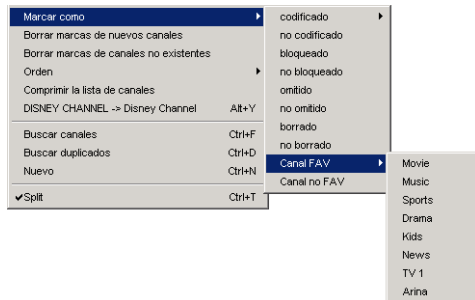 Marcar como
Borrar marcas de nuevos canales
Borrar marcas de canales no existentes
Orden
Comprimir la lista de canales
DISNEY CHANNEL -> Disney Channel Alt+Y
Buscar canales Ctrl+F
Buscar duplicados Ctrl+D
Nuevo Ctrl+N
Split Ctrl+T
codificado
no codificado
bloqueado
no bloqueado
omitido
no omitido
borrado
no borrado
Canal FAV
Canal no FAV
Movie
Music
Sports
Drama
Kids
News
TV 1
Arina